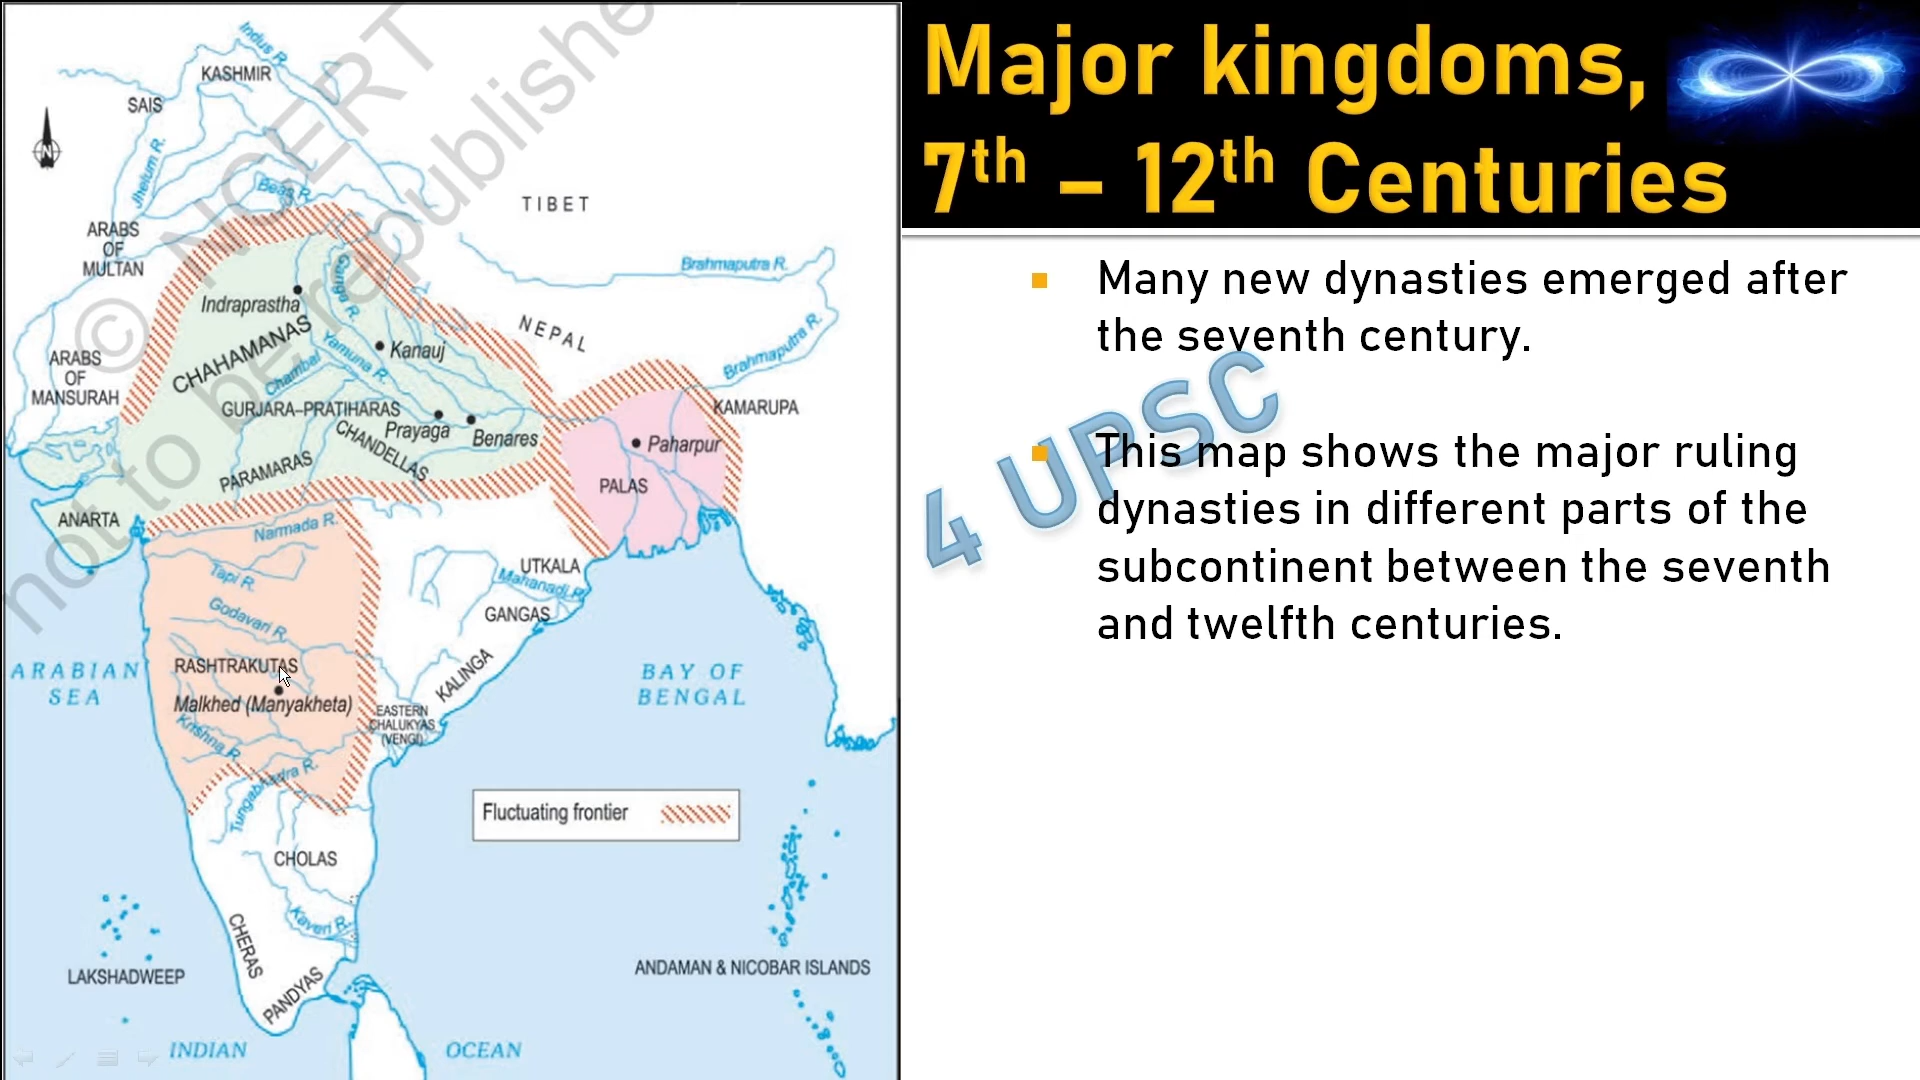 Major kingdoms,
7th – 12th Centuries
Many new dynasties emerged after
the seventh century.
This map shows the major ruling
dynasties in different parts of the
subcontinent between the seventh
and twelfth centuries.
4 UPSC
© NCERT
not to be republishe
Indus R.
KASHMIR
SAIS
N
Jhelum R.
Beas R.
TIBET
ARABS
OF
MULTAN
Brahmaputra R.
Ganga R.
Indraprastha
CHAHAMANAS
NEPAL
Kanauj
Yamuna R.
Chambal
Brahmaputra R.
ARABS
OF
MANSURAH
GURJARA–PRATIHARAS
KAMARUPA
Prayaga
Benares
CHANDELLAS
Paharpur
PARAMARAS
PALAS
ANARTA
Narmada R.
Tapi R.
UTKALA
Mahanadi R.
GANGAS
Godavari R.
RASHTRAKUTAS
Malkhed (Manyakheta)
KALINGA
ARABIAN
SEA
BAY OF
BENGAL
EASTERN
CHALUKYAS
(VENGI)
Krishna R.
Tungabhadra R.
Fluctuating frontier
CHOLAS
Kaveri R.
CHERAS
PANDYAS
LAKSHADWEEP
ANDAMAN & NICOBAR ISLANDS
INDIAN
OCEAN